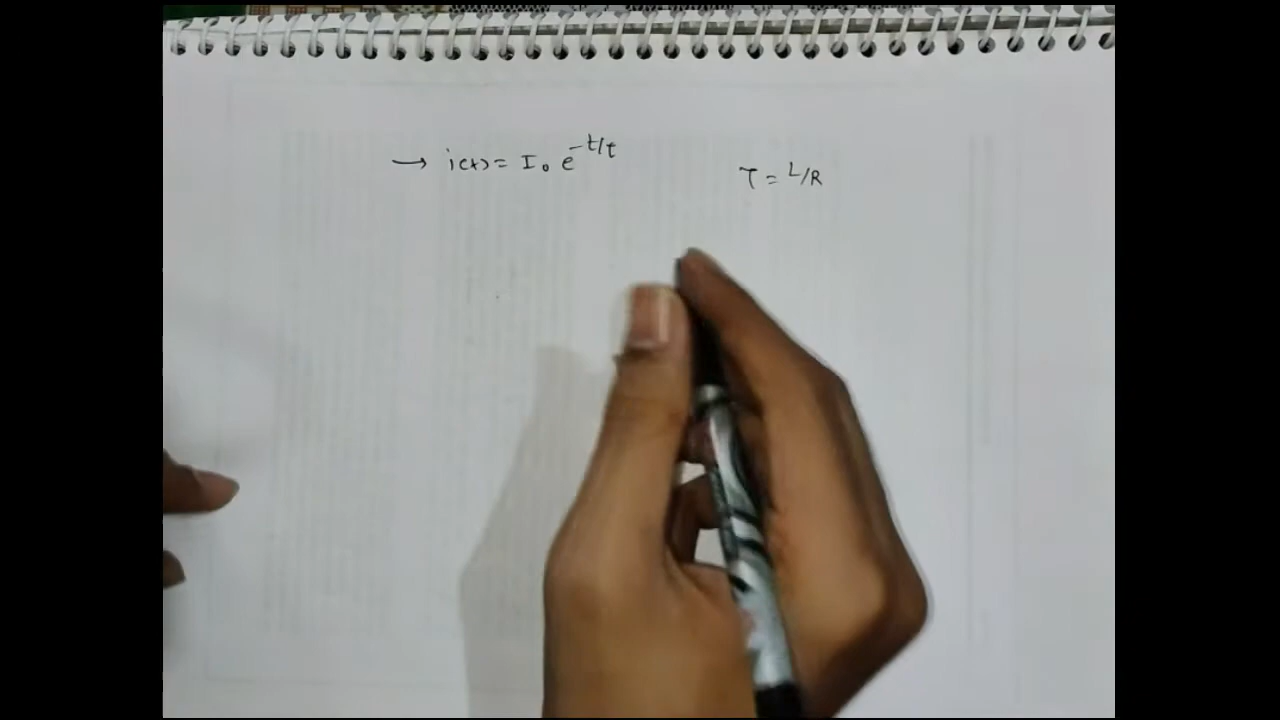 → i(t) = I₀ e^{-t/τ}
τ = L/R